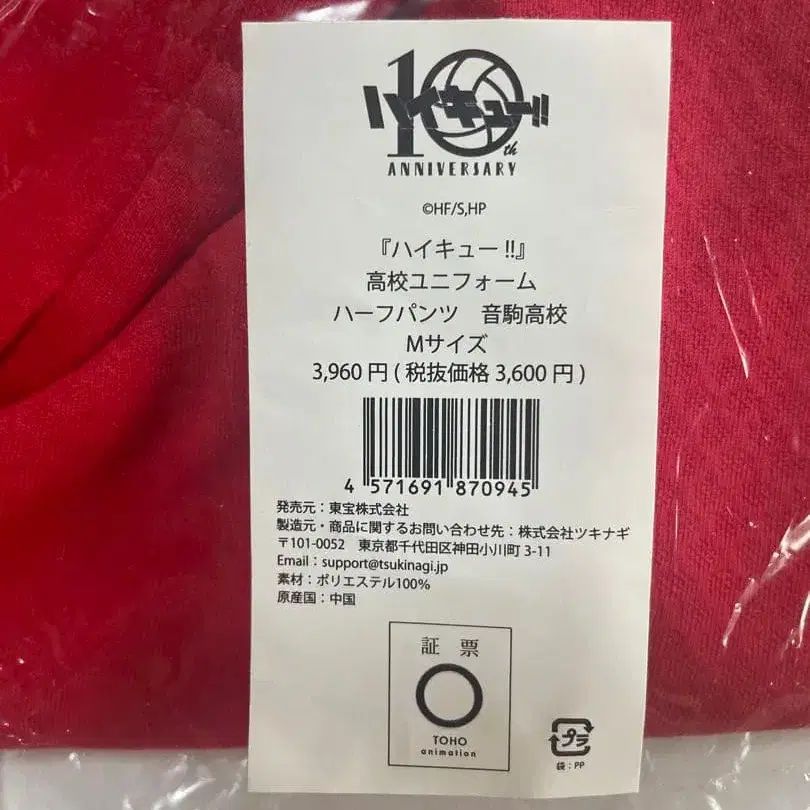 ハイキュー!!
10th
ANNIVERSARY
©HF/S,HP
『ハイキュー!!』
高校ユニフォーム
ハーフパンツ　音駒高校
Mサイズ
3,960 円 ( 税抜価格 3,600 円 )
4 571691 870945
発売元：東宝株式会社
製造元・商品に関するお問い合わせ先：株式会社ツキナギ
〒101-0052　東京都千代田区神田小川町 3-11
Email：support@tsukinagi.jp
素材：ポリエステル100%
原産国：中国
証 票
TOHO
animation
プラ
袋：PP